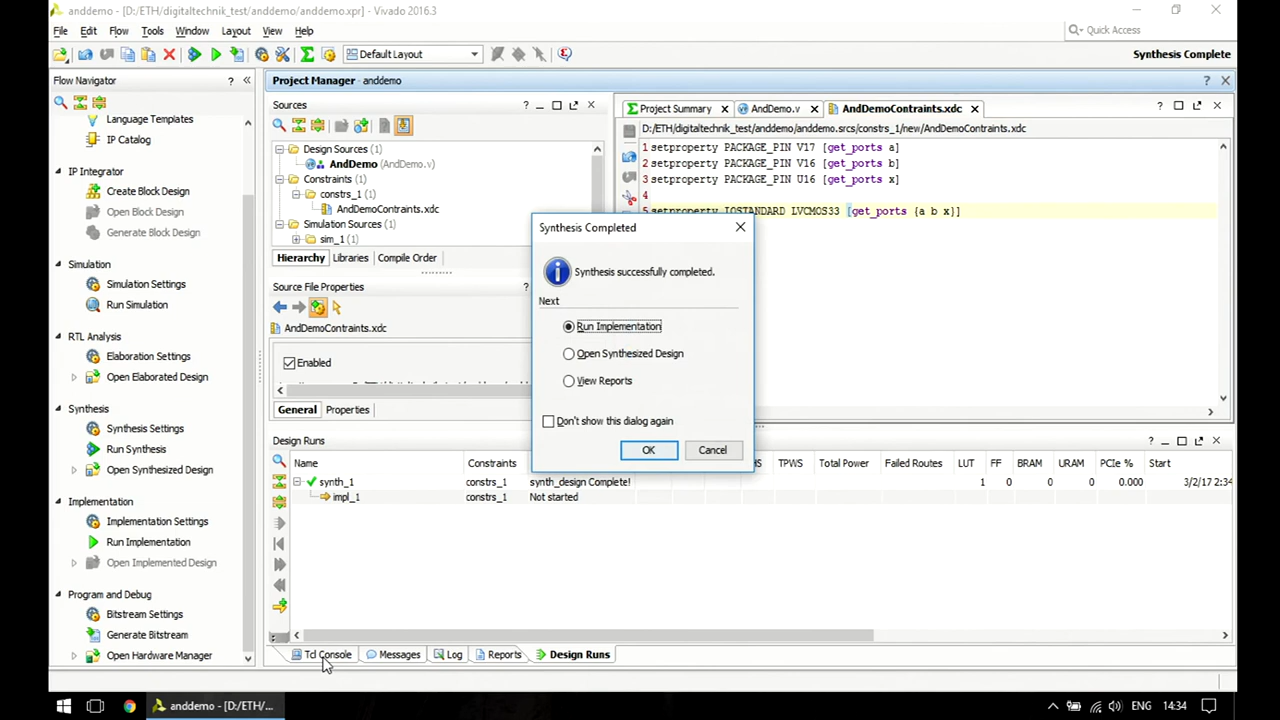 anddemo - [D:/ETH/digitaltechnik_test/anddemo/anddemo.xpr] - Vivado 2016.3
File Edit Flow Tools Window Layout View Help
Quick Access
Default Layout
Synthesis Complete
Flow Navigator
Language Templates
IP Catalog
IP Integrator
Create Block Design
Open Block Design
Generate Block Design
Simulation
Simulation Settings
Run Simulation
RTL Analysis
Elaboration Settings
Open Elaborated Design
Synthesis
Synthesis Settings
Run Synthesis
Open Synthesized Design
Implementation
Implementation Settings
Run Implementation
Open Implemented Design
Program and Debug
Bitstream Settings
Generate Bitstream
Open Hardware Manager
Project Manager - anddemo
Sources
Design Sources (1)
AndDemo (AndDemo.v)
Constraints (1)
constrs_1 (1)
AndDemoContraints.xdc
Simulation Sources (1)
sim_1 (1)
Hierarchy Libraries Compile Order
Source File Properties
AndDemoContraints.xdc
Enabled
General Properties
Project Summary AndDemo.v AndDemoContraints.xdc
D:/ETH/digitaltechnik_test/anddemo/anddemo.srcs/constrs_1/new/AndDemoContraints.xdc
1 setproperty PACKAGE_PIN V17 [get_ports a]
2 setproperty PACKAGE_PIN V16 [get_ports b]
3 setproperty PACKAGE_PIN U16 [get_ports x]
4
5 setproperty IOSTANDARD LVCMOS33 [get_ports {a b x}]
Synthesis Completed
Synthesis successfully completed.
Next
Run Implementation
Open Synthesized Design
View Reports
Don't show this dialog again
OK Cancel
Design Runs
Name Constraints TPWS Total Power Failed Routes LUT FF BRAM URAM PCIe % Start
synth_1 constrs_1 synth_design Complete! 1 0 0 0 0.000 3/2/17 2:34
impl_1 constrs_1 Not started
Tcl Console Messages Log Reports Design Runs
anddemo - [D:/ETH/...
ENG 14:34